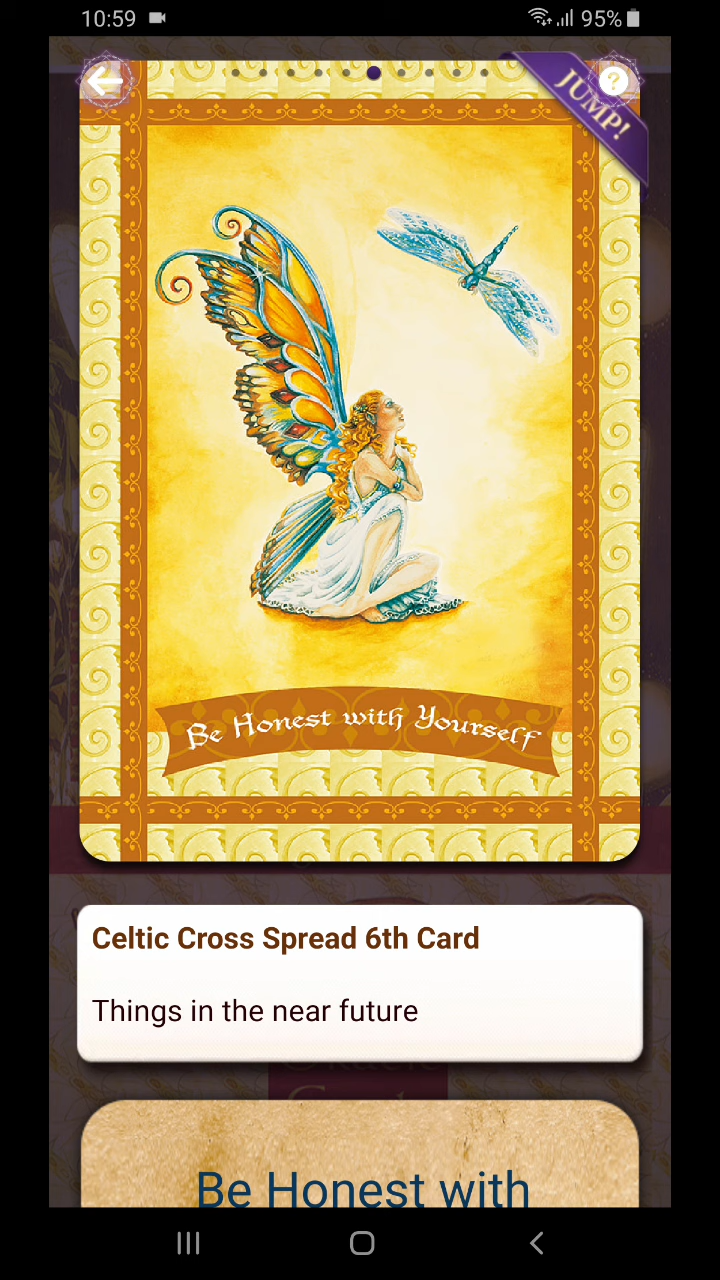 10:59
95%
?
JUMP!
Be Honest with Yourself
Celtic Cross Spread 6th Card
Things in the near future
Be Honest with